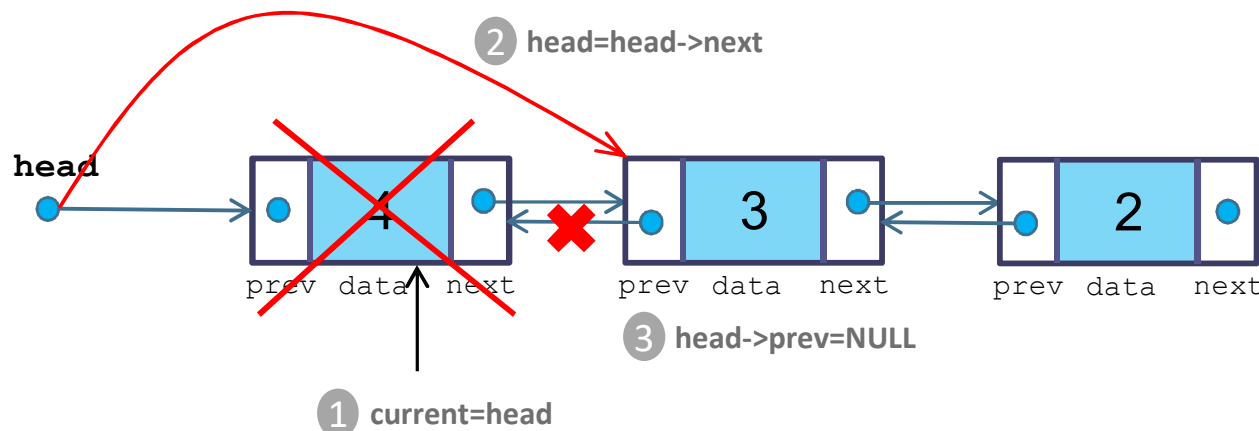 2 head=head->next
head
4 3 2
prev data next prev data next prev data next
3 head->prev=NULL
1 current=head